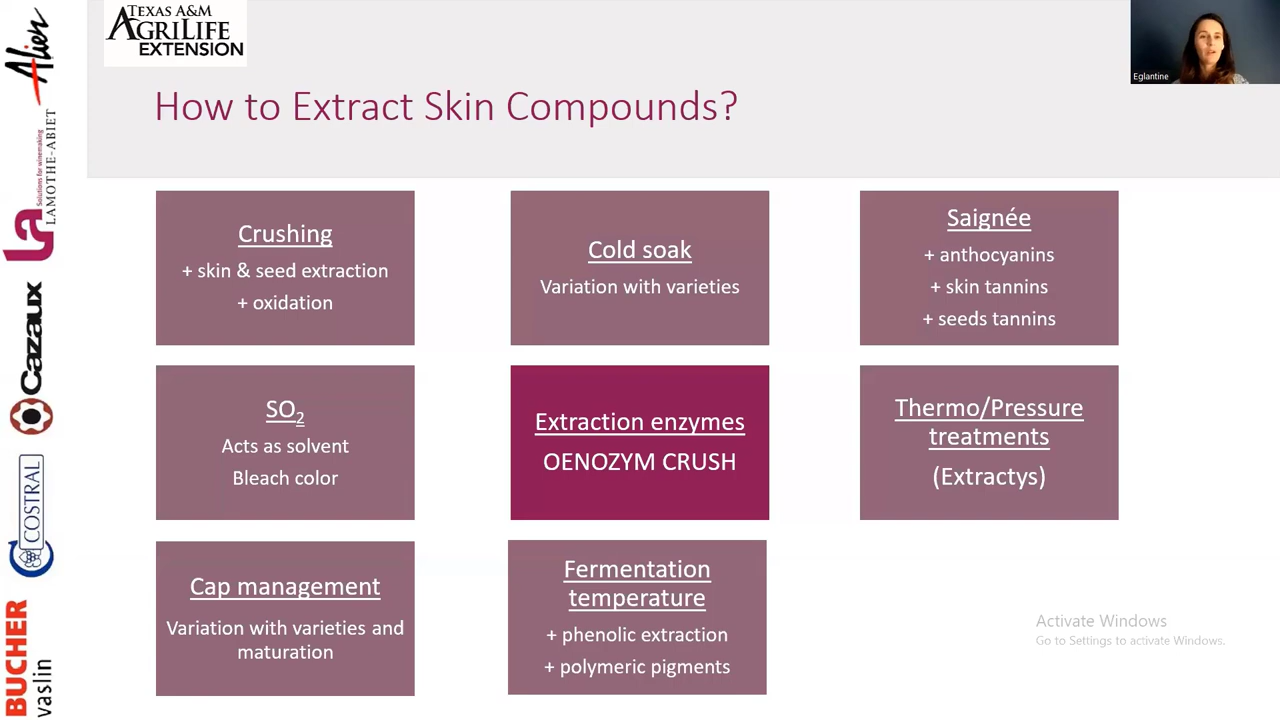 TEXAS A&M
AGRILIFE
EXTENSION
Eglantine
How to Extract Skin Compounds?
Crushing
+ skin & seed extraction
+ oxidation
Cold soak
Variation with varieties
Saignée
+ anthocyanins
+ skin tannins
+ seeds tannins
SO2
Acts as solvent
Bleach color
Extraction enzymes
OENOZYM CRUSH
Thermo/Pressure
treatments
(Extractys)
Cap management
Variation with varieties and
maturation
Fermentation
temperature
+ phenolic extraction
+ polymeric pigments
Activate Windows
Go to Settings to activate Windows.
Alien
La
Solutions for winemaking
LAMOTHE-ABIET
Cazaux
COSTRAL
BUCHER
vaslin